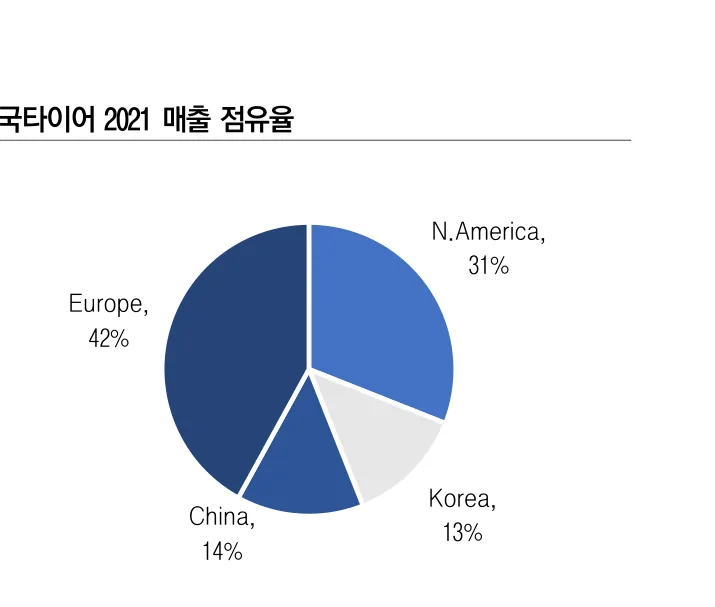 국타이어 2021 매출 점유율
N.America,
31%
Europe,
42%
Korea,
13%
China,
14%